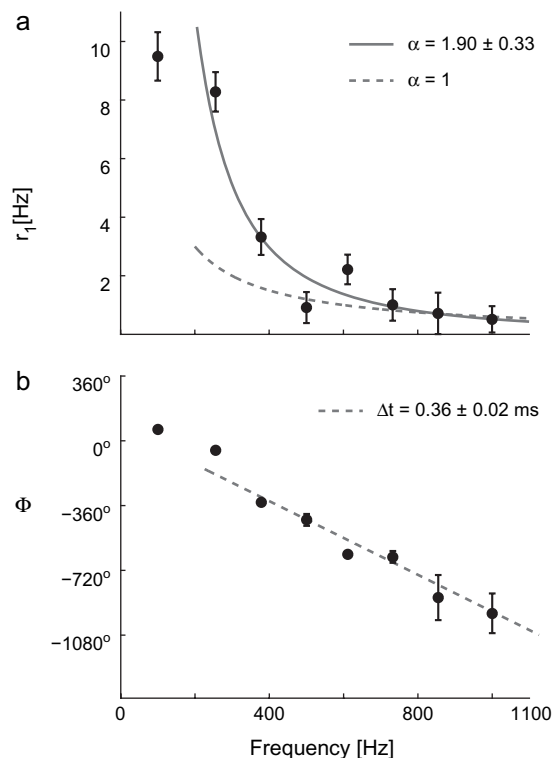 a
10
8
6
4
2
r₁[Hz]
α = 1.90 ± 0.33
α = 1
b
360°
0°
−360°
−720°
−1080°
Φ
Δt = 0.36 ± 0.02 ms
0 400 800 1100
Frequency [Hz]